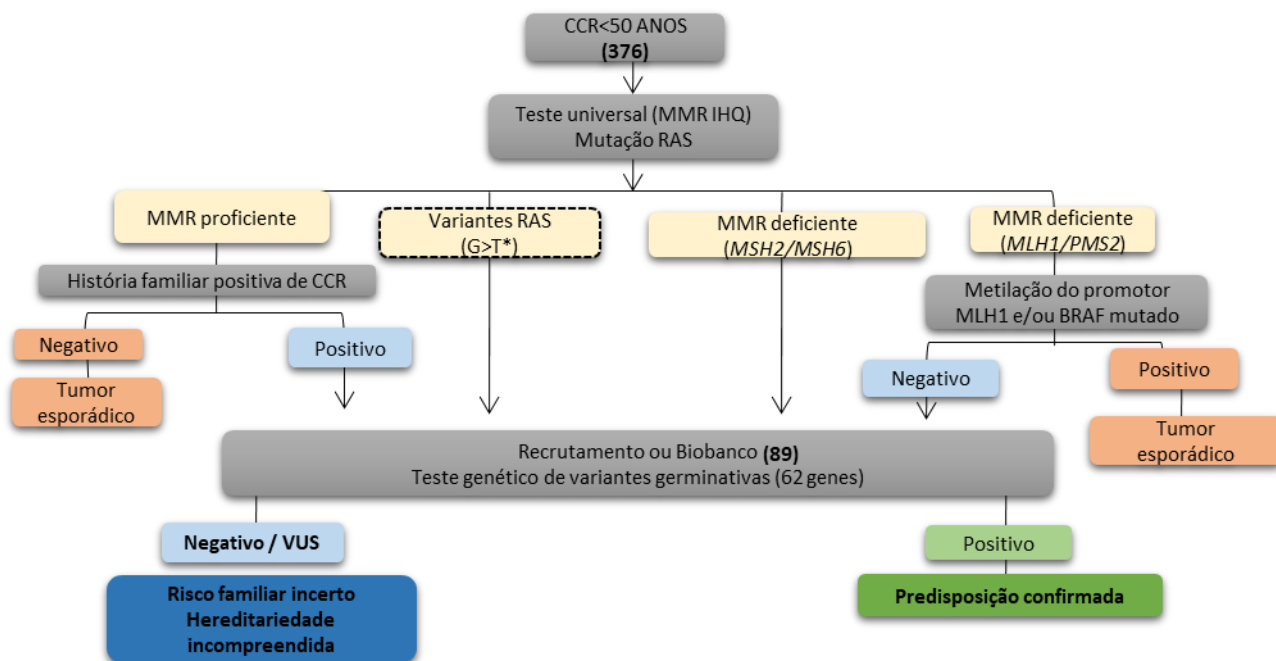 CCR<50 ANOS
(376)
Teste universal (MMR IHQ)
Mutação RAS
MMR proficiente
Variantes RAS
(G>T*)
MMR deficiente
(MSH2/MSH6)
MMR deficiente
(MLH1/PMS2)
História familiar positiva de CCR
Metilação do promotor
MLH1 e/ou BRAF mutado
Negativo
Positivo
Negativo
Positivo
Tumor
esporádico
Tumor
esporádico
Recrutamento ou Biobanco (89)
Teste genético de variantes germinativas (62 genes)
Negativo / VUS
Positivo
Risco familiar incerto
Hereditariedade
incompreendida
Predisposição confirmada